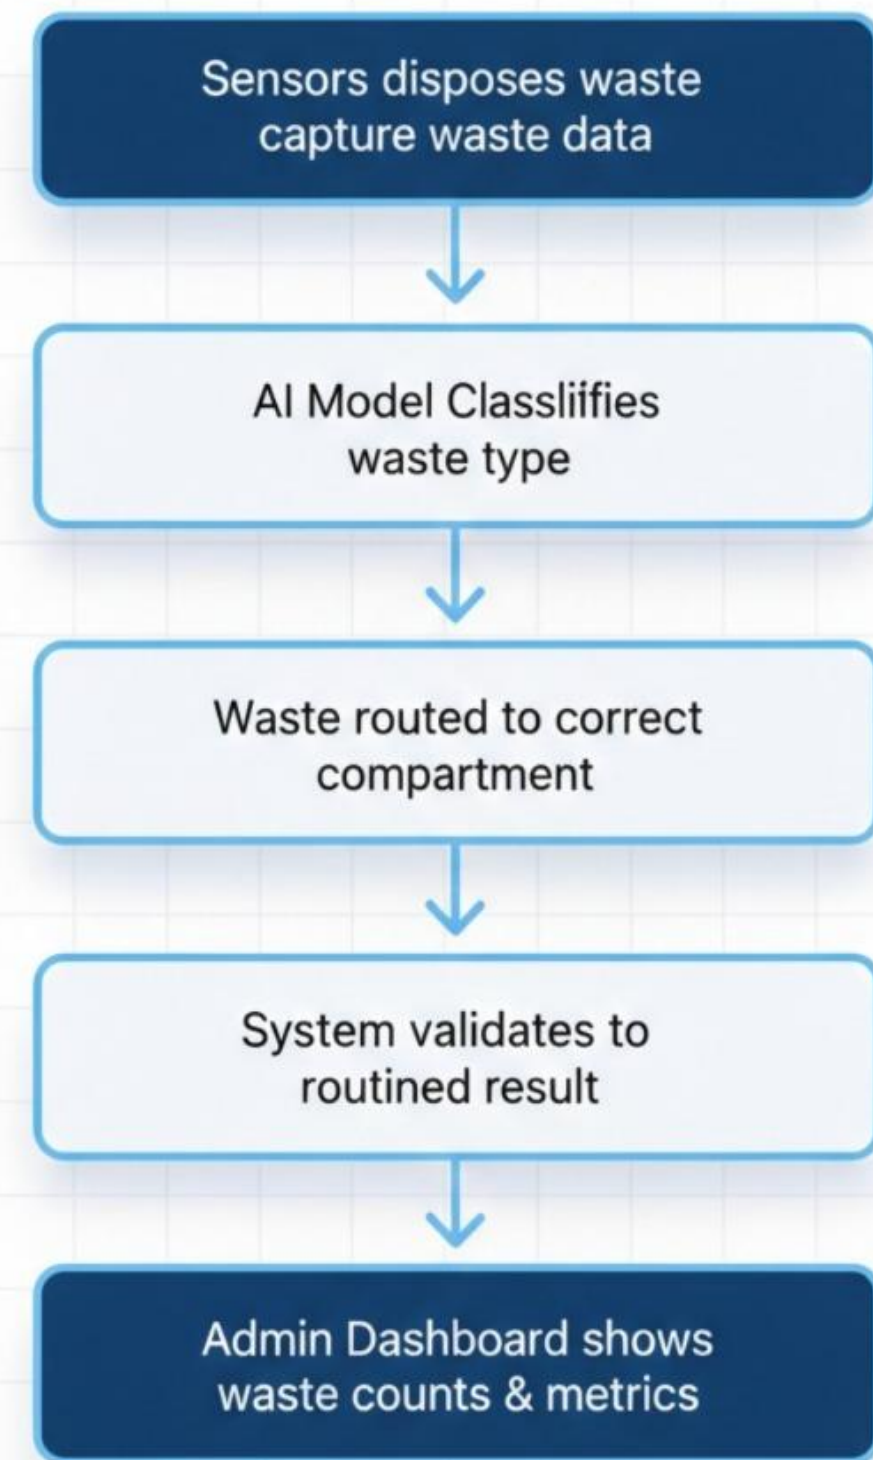 Sensors disposes waste
capture waste data
AI Model Classliifies
waste type
Waste routed to correct
compartment
System validates to
routined result
Admin Dashboard shows
waste counts & metrics